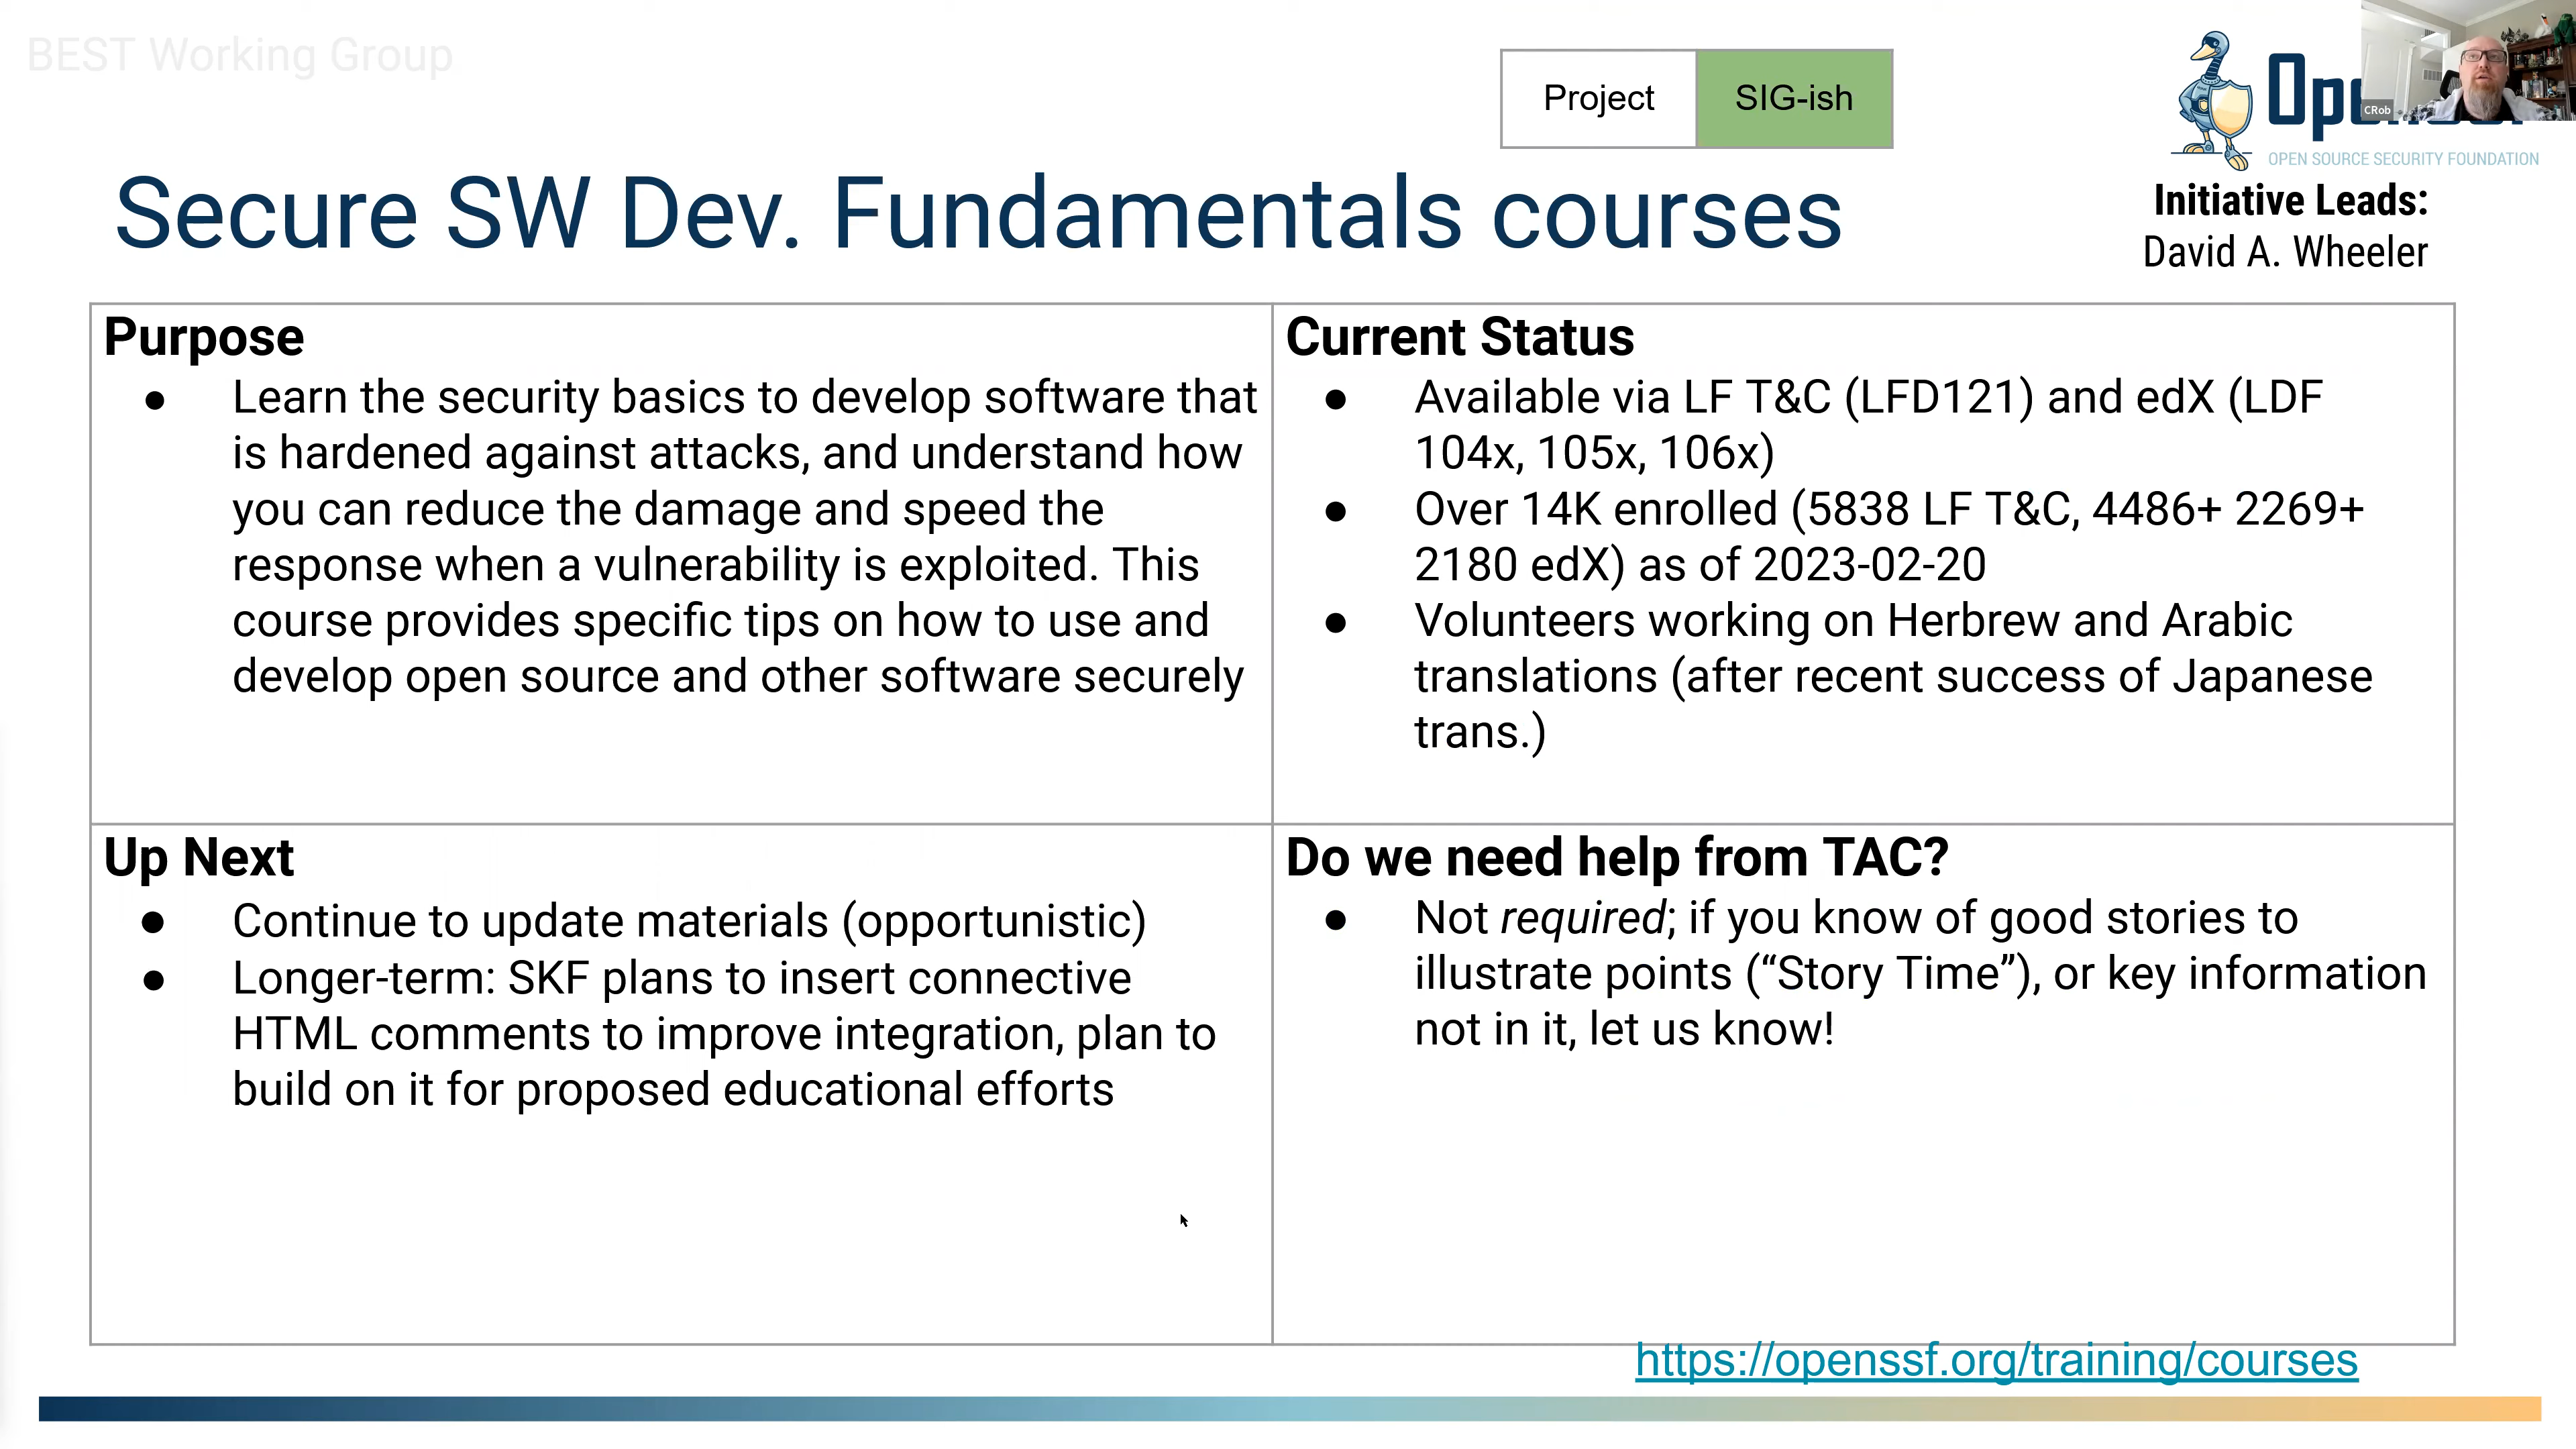 BEST Working Group
Project
SIG-ish
CRob
OPEN SOURCE SECURITY FOUNDATION
Secure SW Dev. Fundamentals courses
Initiative Leads:
David A. Wheeler
Purpose
● Learn the security basics to develop software that
is hardened against attacks, and understand how
you can reduce the damage and speed the
response when a vulnerability is exploited. This
course provides specific tips on how to use and
develop open source and other software securely
Current Status
● Available via LF T&C (LFD121) and edX (LDF
104x, 105x, 106x)
● Over 14K enrolled (5838 LF T&C, 4486+ 2269+
2180 edX) as of 2023-02-20
● Volunteers working on Herbrew and Arabic
translations (after recent success of Japanese
trans.)
Up Next
● Continue to update materials (opportunistic)
● Longer-term: SKF plans to insert connective
HTML comments to improve integration, plan to
build on it for proposed educational efforts
Do we need help from TAC?
● Not required; if you know of good stories to
illustrate points (“Story Time”), or key information
not in it, let us know!
https://openssf.org/training/courses